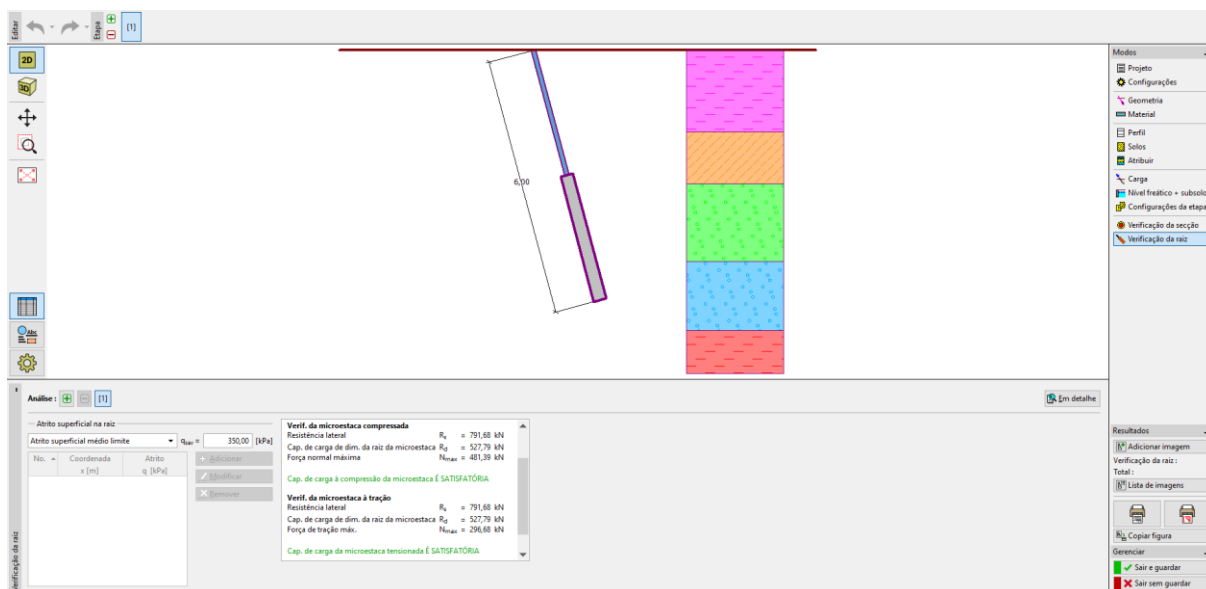 Editar
Etapa
[1]
2D
3D
Abc
6,00
Modos
Projeto
Configurações
Geometria
Material
Perfil
Solos
Atribuir
Carga
Nível freático + subsolo
Configurações da etapa
Verificação da secção
Verificação da raiz
Verificação da raiz
Análise : [1]
Em detalhe
Atrito superficial na raiz
Atrito superficial médio limite qsav = 350,00 [kPa]
No. Coordenada Atrito
x [m] q [kPa]
Adicionar
Modificar
Remover
Verif. da microestaca compressada
Resistência lateral Rs = 791,68 kN
Cap. de carga de dim. da raiz da microestaca Rd = 527,79 kN
Força normal máxima Nmax = 481,39 kN
Cap. de carga à compressão da microestaca É SATISFATÓRIA
Verif. da microestaca à tração
Resistência lateral Rs = 791,68 kN
Cap. de carga de dim. da raiz da microestaca Rd = 527,79 kN
Força de tração máx. Nmax = 296,68 kN
Cap. de carga da microestaca tensionada É SATISFATÓRIA
Resultados
Adicionar imagem
Verificação da raiz :
Total :
Lista de imagens
Copiar figura
Gerenciar
Sair e guardar
Sair sem guardar